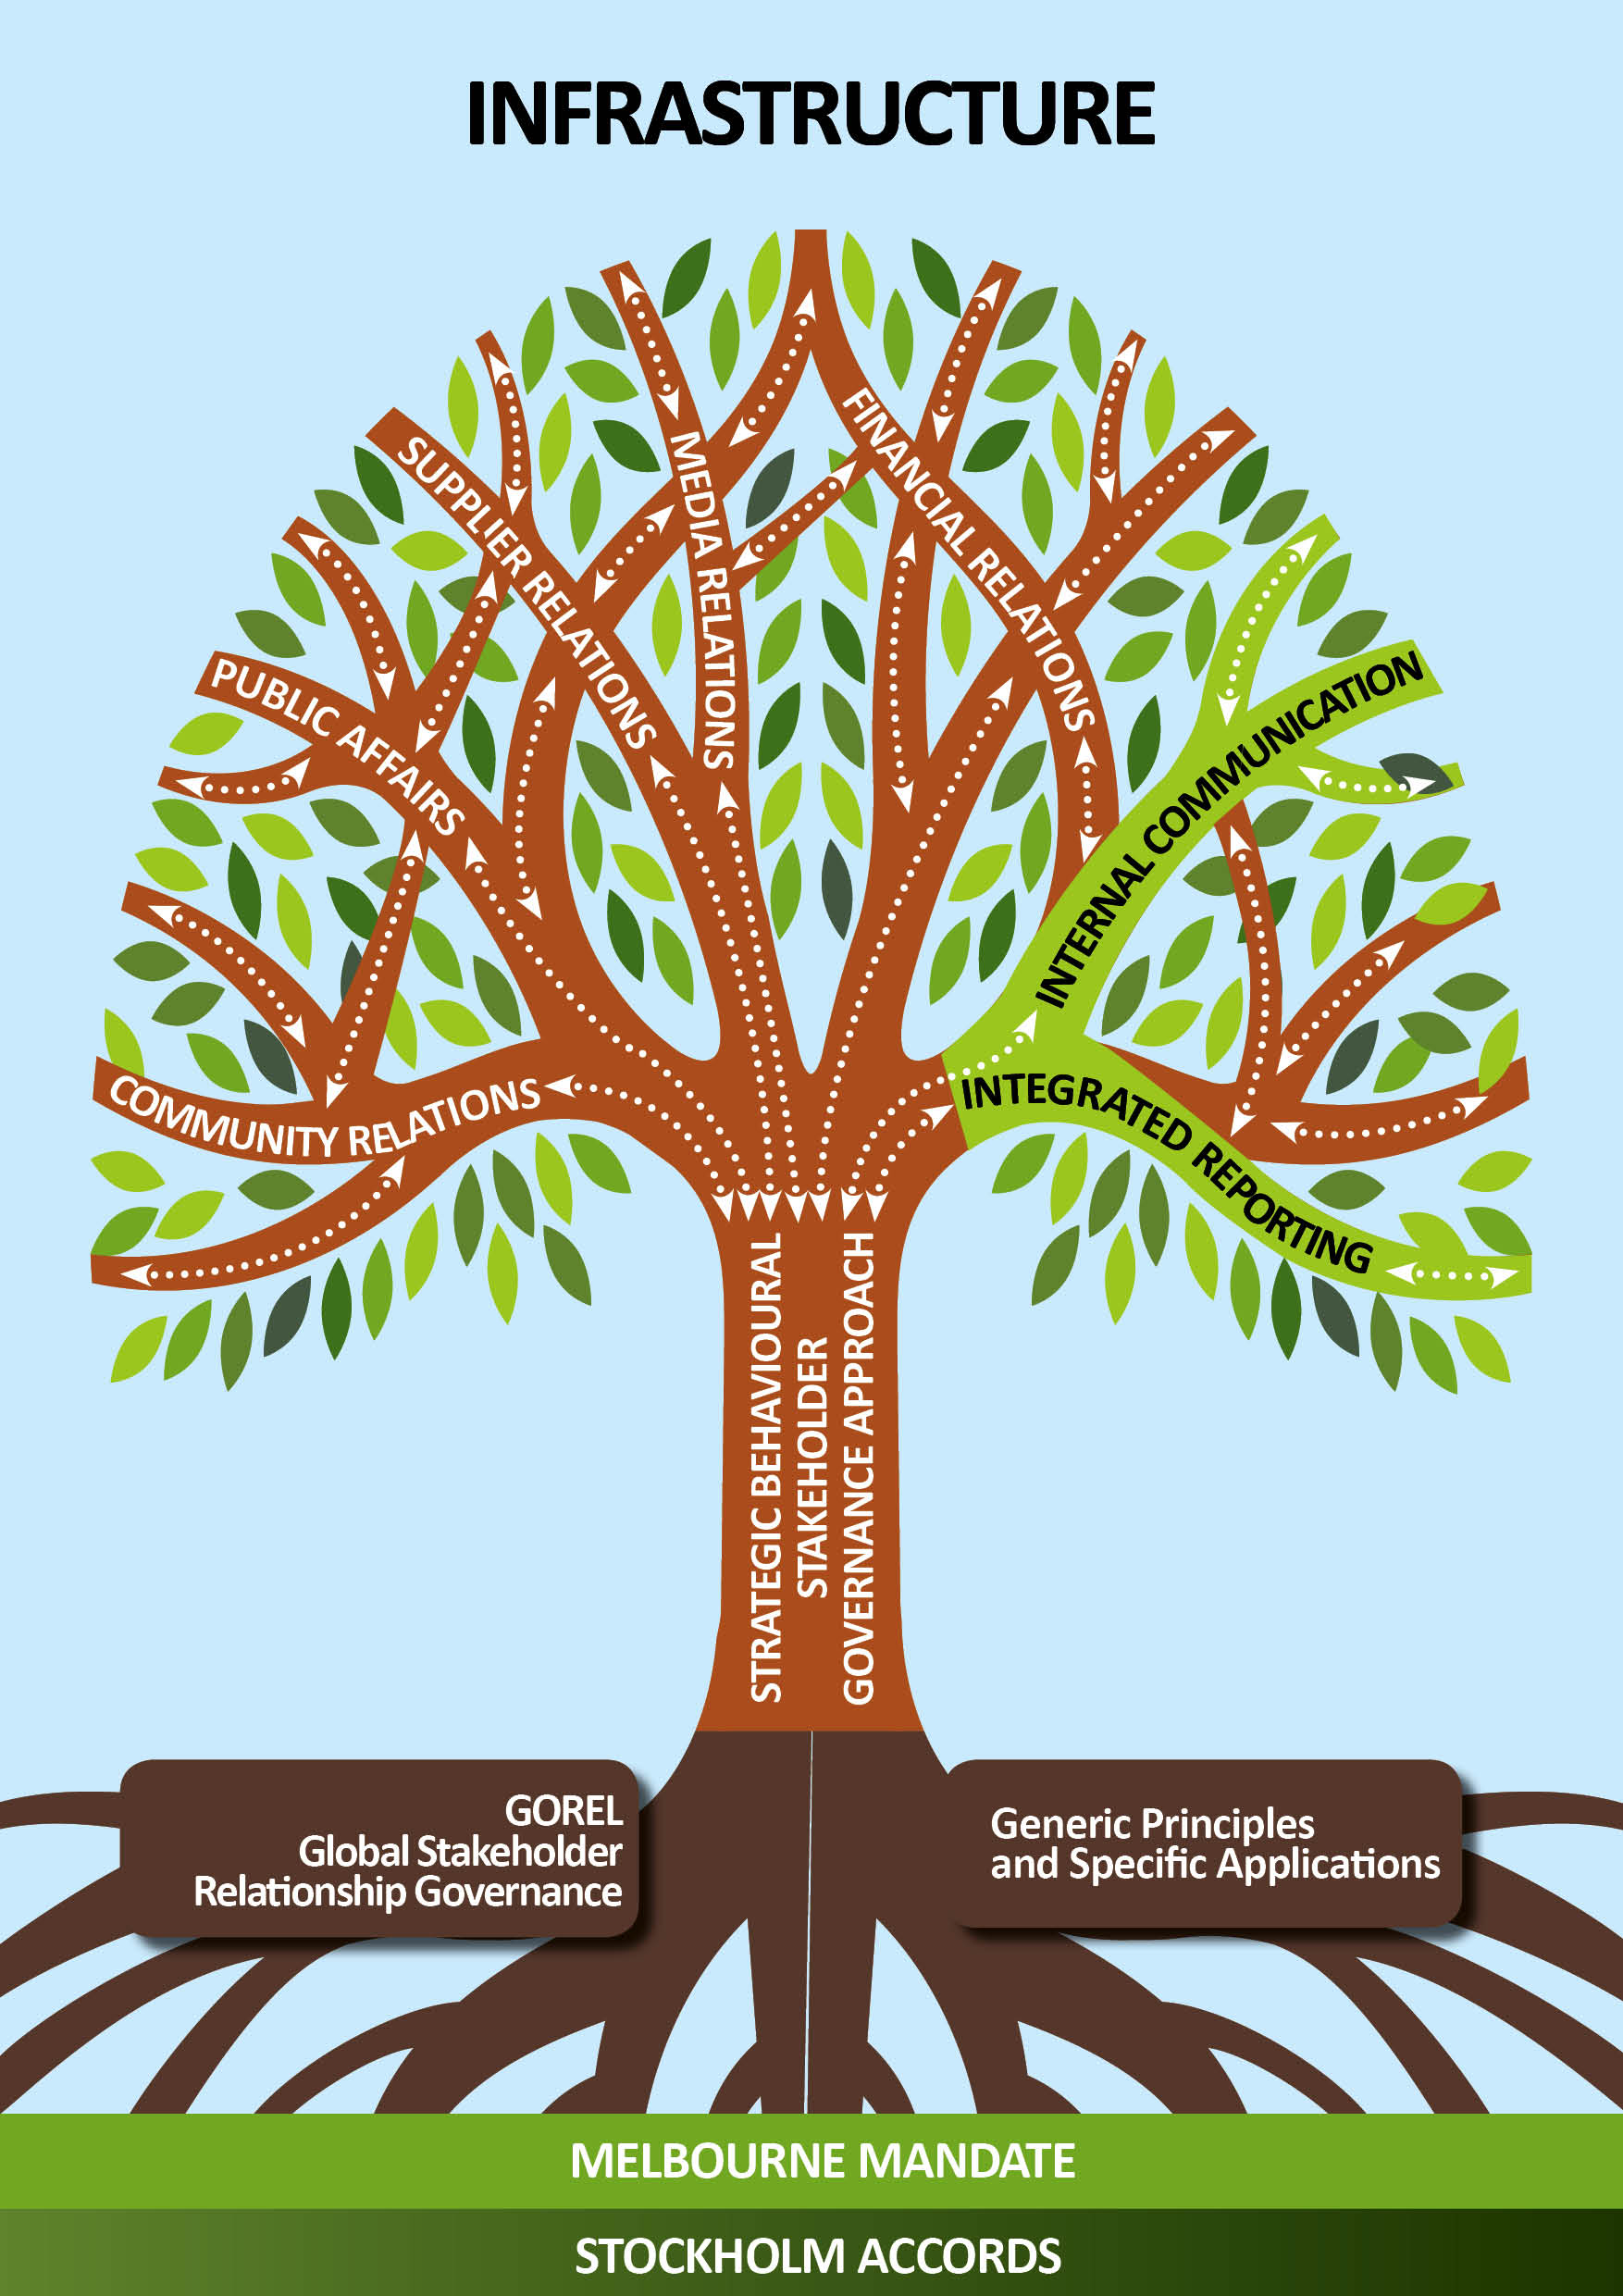 INFRASTRUCTURE
FINANCIAL RELATIONS
MEDIA RELATIONS
SUPPLIER RELATIONS
PUBLIC AFFAIRS
INTERNAL COMMUNICATION
COMMUNITY RELATIONS
INTEGRATED REPORTING
STRATEGIC BEHAVIOURAL
STAKEHOLDER
GOVERNANCE APPROACH
GOREL
Global Stakeholder
Relationship Governance
Generic Principles
and Specific Applications
MELBOURNE MANDATE
STOCKHOLM ACCORDS